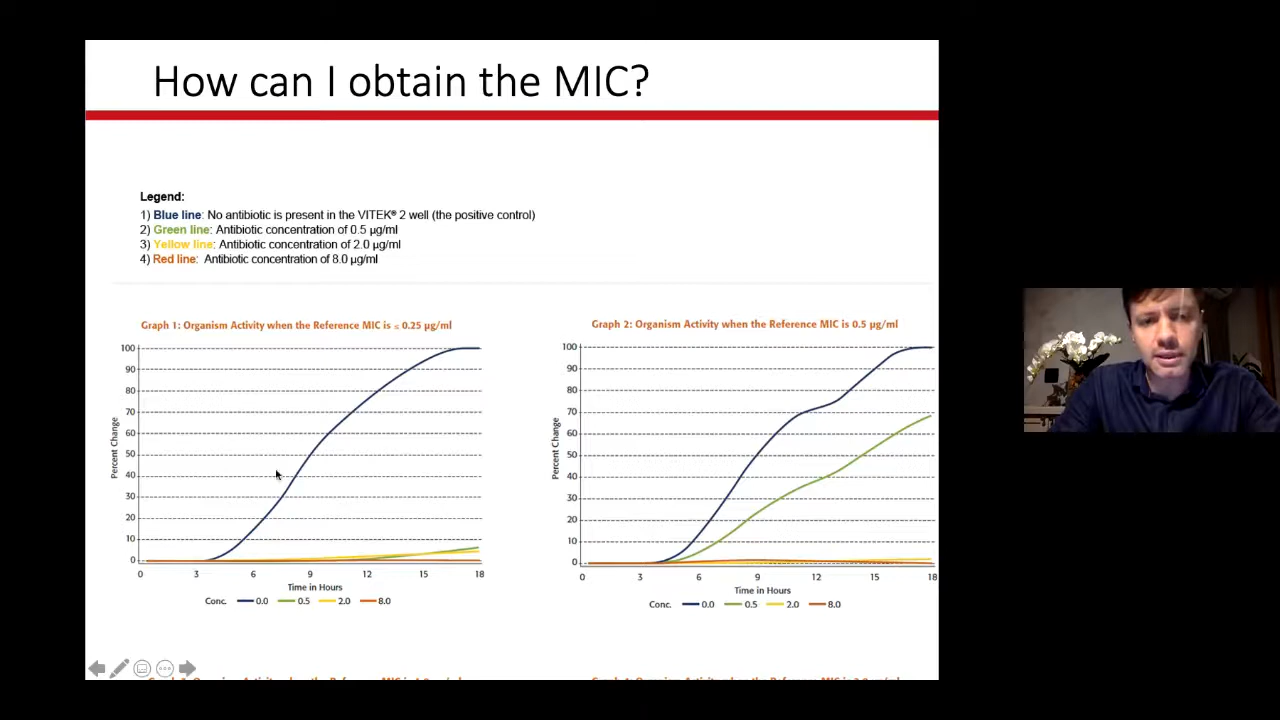 How can I obtain the MIC?
Legend:
1) Blue line: No antibiotic is present in the VITEK® 2 well (the positive control)
2) Green line: Antibiotic concentration of 0.5 µg/ml
3) Yellow line: Antibiotic concentration of 2.0 µg/ml
4) Red line: Antibiotic concentration of 8.0 µg/ml
Graph 1: Organism Activity when the Reference MIC is ≤ 0.25 µg/ml
100
90
80
70
60
50
40
30
20
10
0
Percent Change
0 3 6 9 12 15 18
Time in Hours
Conc. 0.0 0.5 2.0 8.0
Graph 2: Organism Activity when the Reference MIC is 0.5 µg/ml
100
90
80
70
60
50
40
30
20
10
0
Percent Change
0 3 6 9 12 15 18
Time in Hours
Conc. 0.0 0.5 2.0 8.0